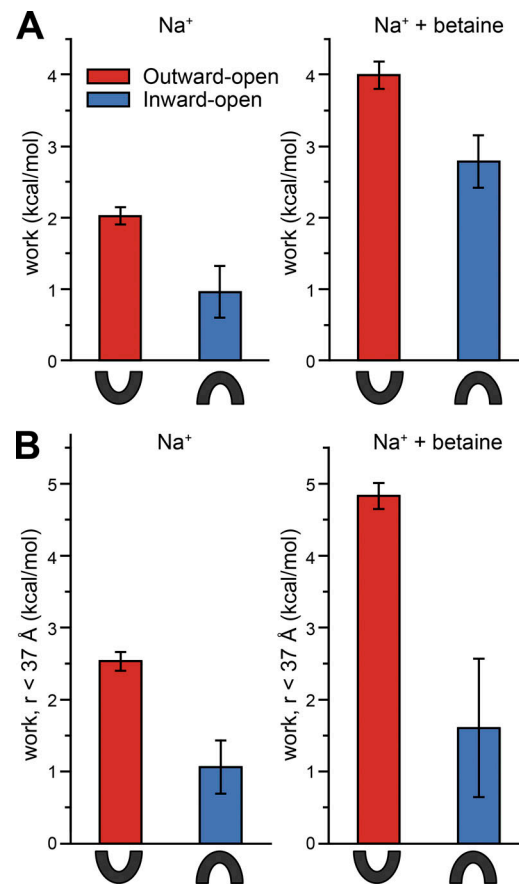 A
Na⁺
Na⁺ + betaine
Outward-open
Inward-open
work (kcal/mol)
4
3
2
1
0
work (kcal/mol)
4
3
2
1
0
B
Na⁺
Na⁺ + betaine
work, r < 37 Å (kcal/mol)
5
4
3
2
1
0
work, r < 37 Å (kcal/mol)
5
4
3
2
1
0